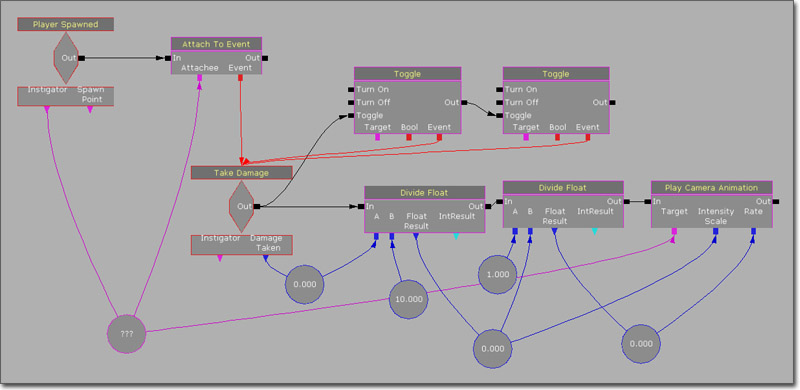 Player Spawned
Out
Instigator Spawn Point
Attach To Event
In Out
Attachee Event
Toggle
Turn On
Turn Off Out
Toggle
Target Bool Event
Toggle
Turn On
Turn Off Out
Toggle
Target Bool Event
Take Damage
Out
Instigator Damage Taken
Divide Float
In Out
A B Float Result IntResult
Divide Float
In Out
A B Float Result IntResult
Play Camera Animation
In Out
Target Intensity Scale Rate
0.000
10.000
1.000
???
0.000
0.000